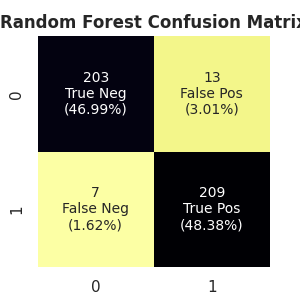 Random Forest Confusion Matri
0
203
True Neg
(46.99%)
13
False Pos
(3.01%)
1
7
False Neg
(1.62%)
209
True Pos
(48.38%)
0 1